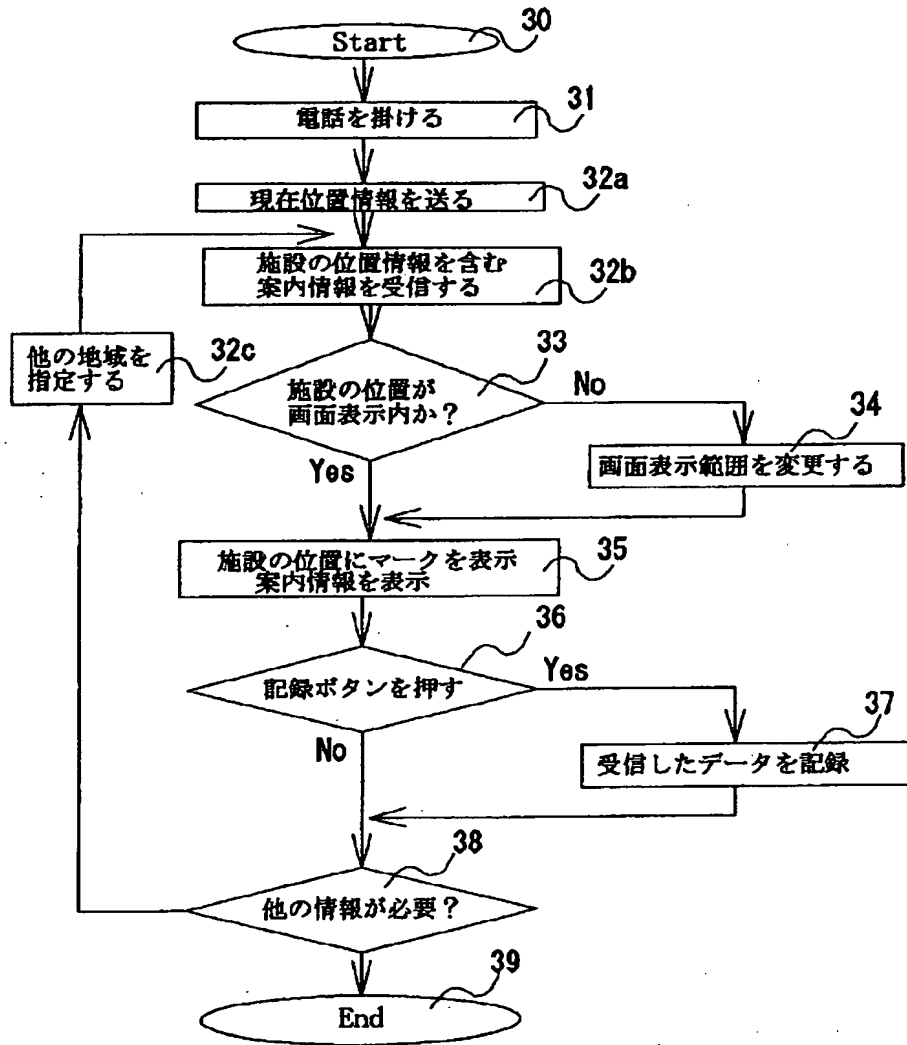 30
Start
31
電話を掛ける
32a
現在位置情報を送る
施設の位置情報を含む
案内情報を受信する
32b
他の地域を
指定する
32c
33
施設の位置が
画面表示内か？
No
Yes
34
画面表示範囲を変更する
施設の位置にマークを表示
案内情報を表示
35
36
記録ボタンを押す
Yes
No
37
受信したデータを記録
38
他の情報が必要？
39
End